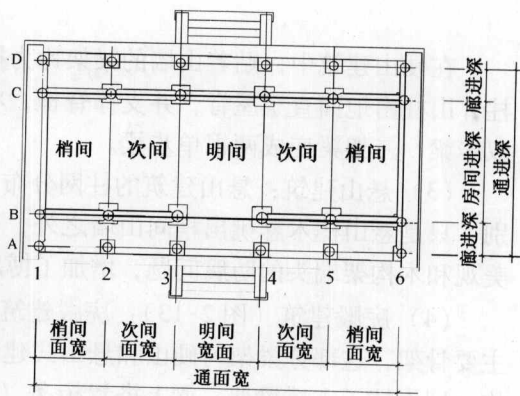 D
C
梢间 次间 明间 次间 梢间
B
A
1 2 3 4 5 6
廊进深
房间进深
廊进深
通进深
梢间 次间 明间 次间 梢间
面宽 面宽 宽面 面宽 面宽
通面宽